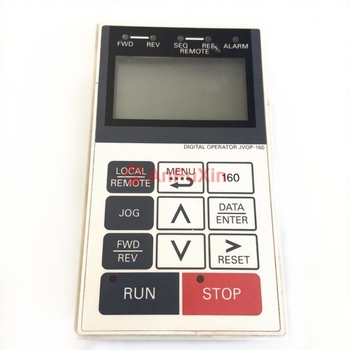 FWD REV SEQ REF ALARM
REMOTE
DIGITAL OPERATOR JVOP-160
LOCAL
REMOTE
MENU
160
AnHyXin
JOG
DATA
ENTER
FWD
REV
>
RESET
RUN
STOP